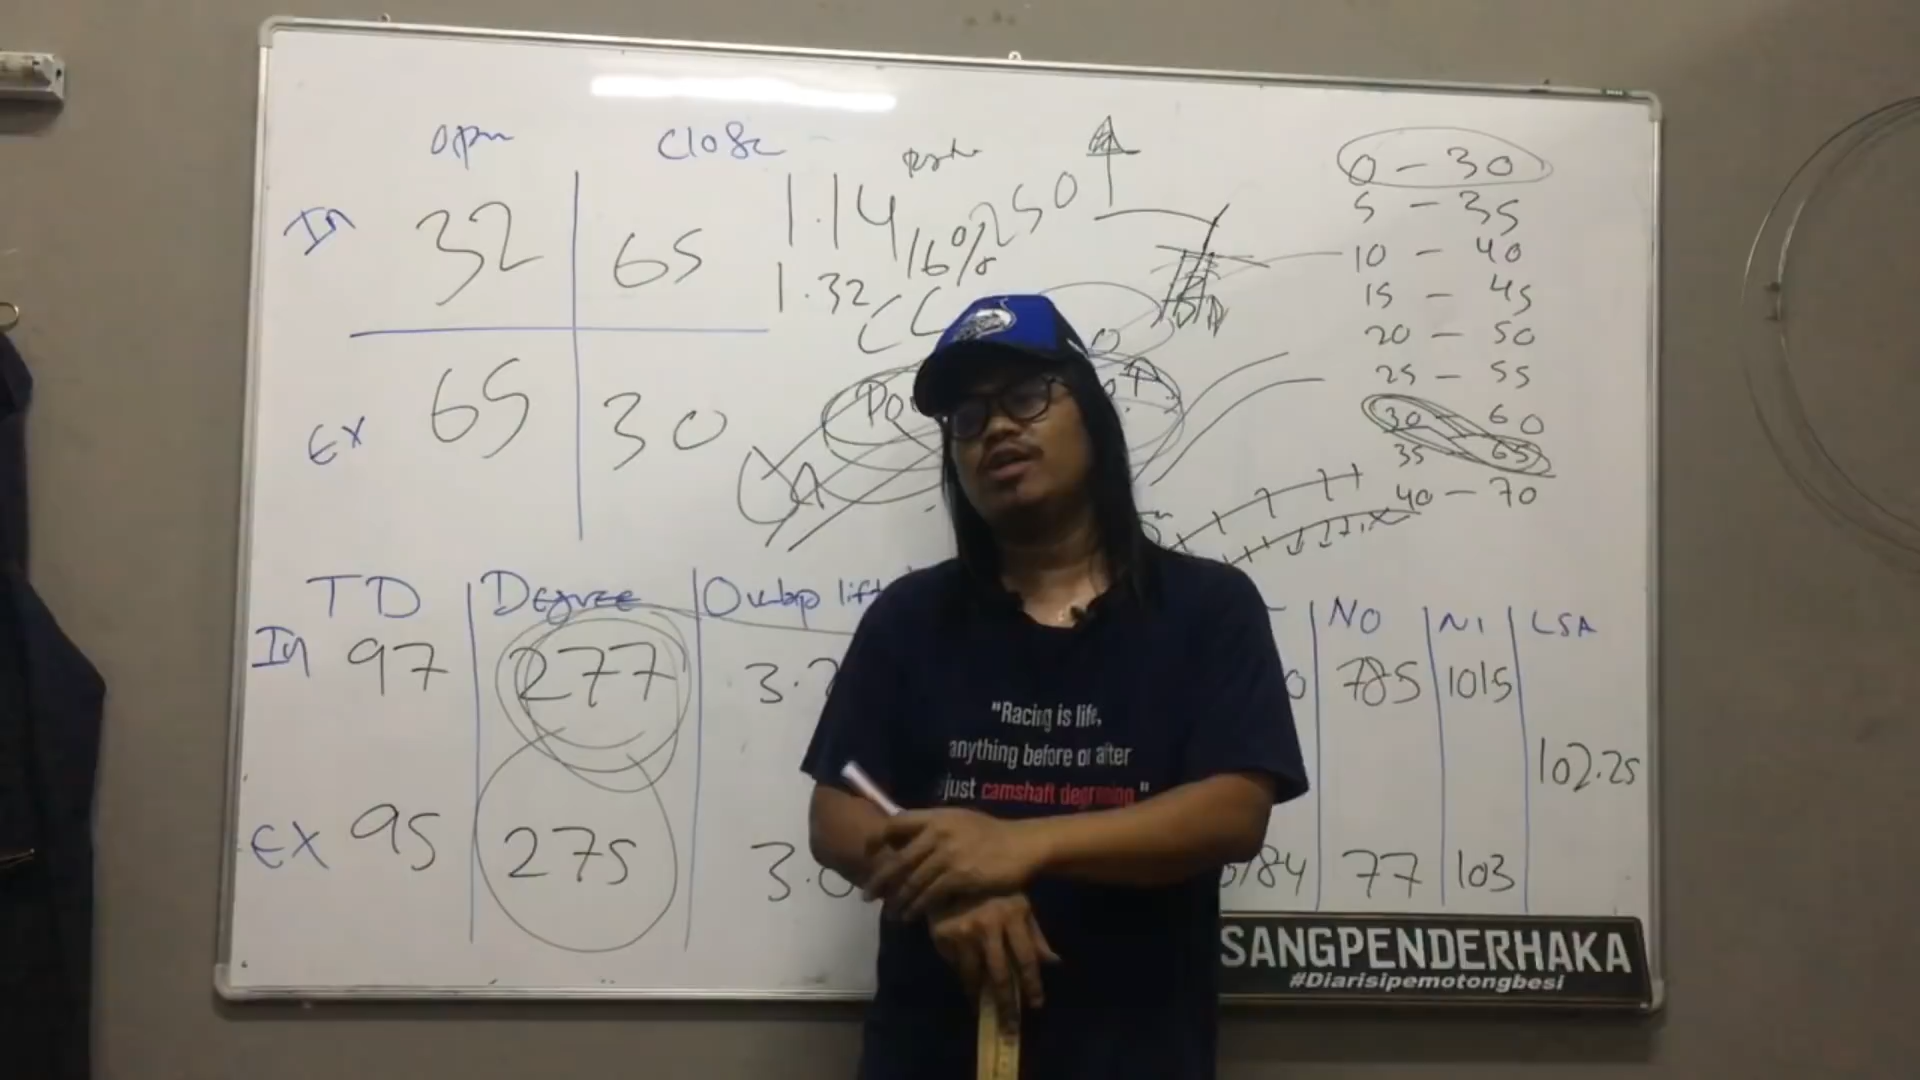 open close
In 32 65
1.14
16%
250
1.32
CC
EX 65 30
0 - 30
5 - 35
10 - 40
15 - 45
20 - 50
25 - 55
30 - 60
35 - 65
40 - 70
TD Degree Overlap lift NO NI LSA
In 97 277 785 1015
102.25
EX 95 275 77 103
"Racing is life,
anything before or after
just camshaft degreeing."
SANGPENDERHAKA
#Diarisipemotongbesi